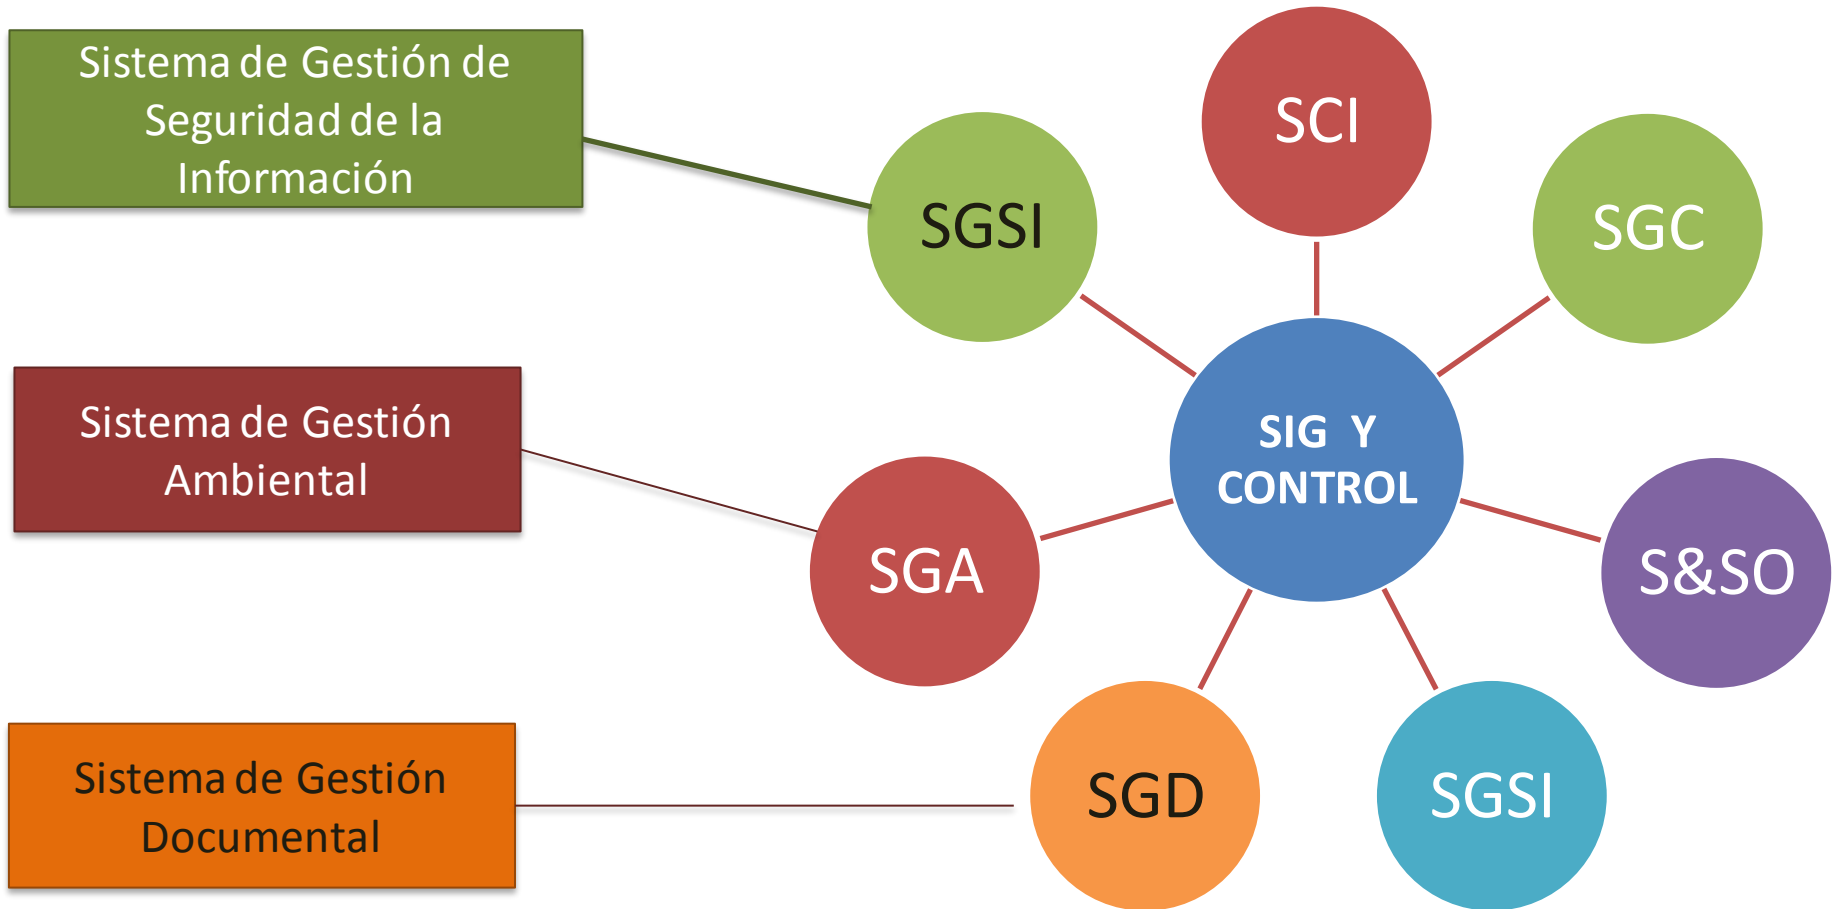 Sistema de Gestión de
Seguridad de la
Información
SCI
SGSI
SGC
Sistema de Gestión
Ambiental
SIG Y
CONTROL
SGA
S&SO
Sistema de Gestión
Documental
SGD
SGSI